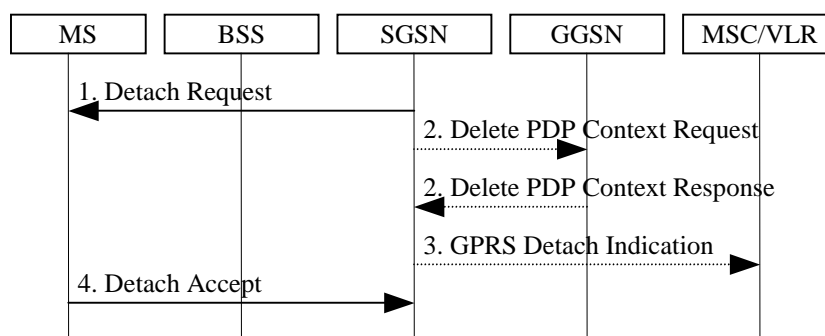 MS BSS SGSN GGSN MSC/VLR
1. Detach Request
2. Delete PDP Context Request
2. Delete PDP Context Response
3. GPRS Detach Indication
4. Detach Accept